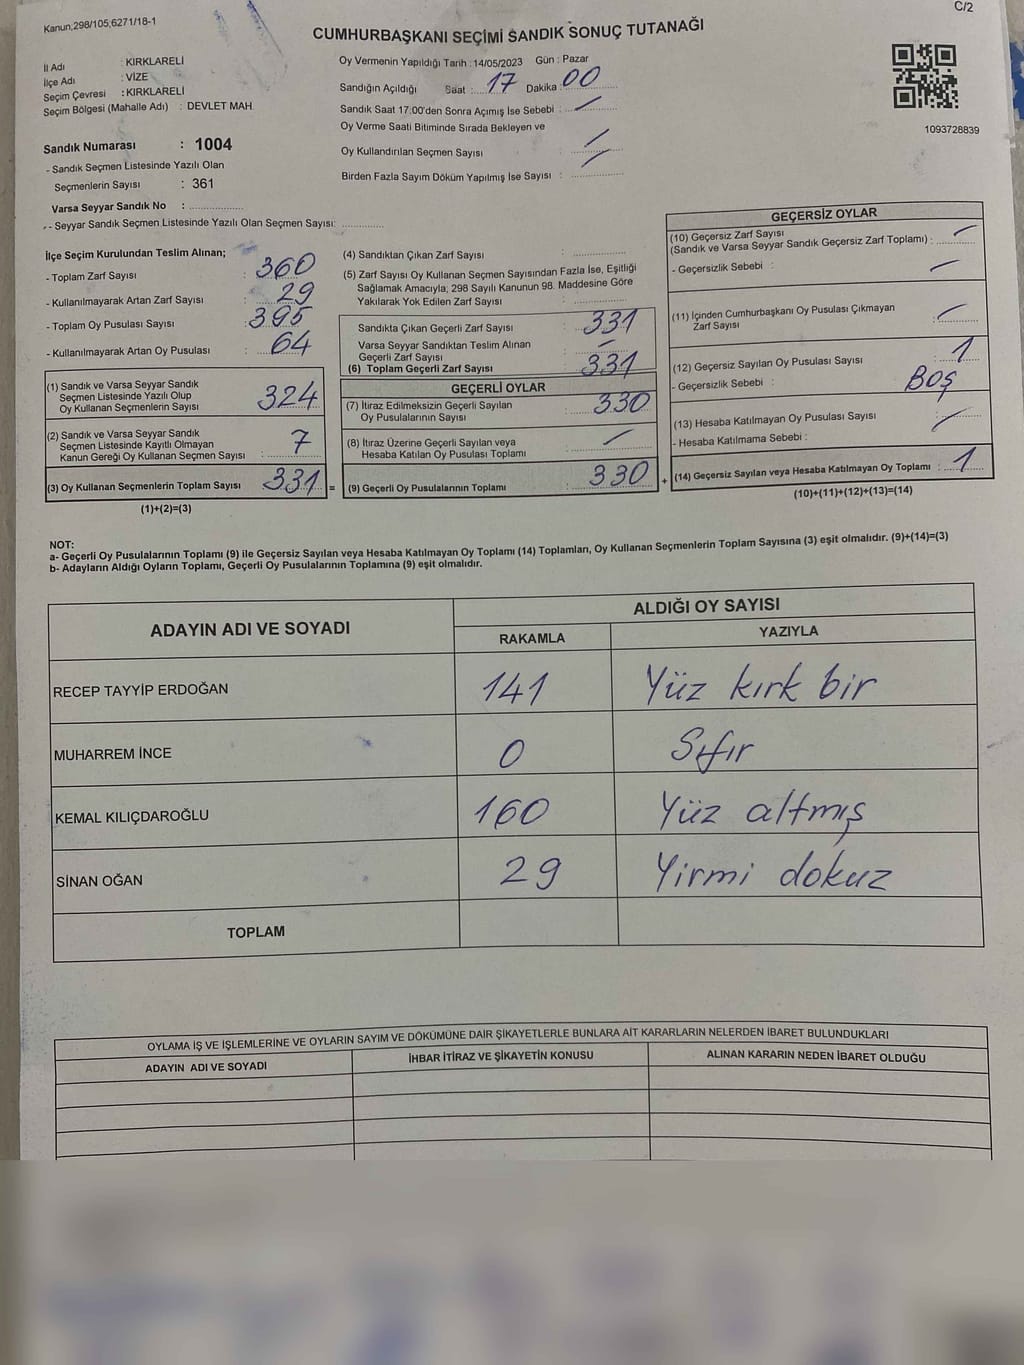 Kanun,298/105,6271/18-1
C/2
CUMHURBAŞKANI SEÇİMİ SANDIK SONUÇ TUTANAĞI
İl Adı : KIRKLARELİ
İlçe Adı : VİZE
Seçim Çevresi : KIRKLARELİ
Seçim Bölgesi (Mahalle Adı) : DEVLET MAH.
Sandık Numarası : 1004
- Sandık Seçmen Listesinde Yazılı Olan
Seçmenlerin Sayısı : 361
Varsa Seyyar Sandık No : ....................
- Seyyar Sandık Seçmen Listesinde Yazılı Olan Seçmen Sayısı: ..............
Oy Vermenin Yapıldığı Tarih :14/05/2023 Gün : Pazar
Sandığın Açıldığı Saat : 17 Dakika : 00
Sandık Saat 17:00'den Sonra Açımış İse Sebebi : /
Oy Verme Saati Bitiminde Sırada Bekleyen ve
Oy Kullandırılan Seçmen Sayısı : /
Birden Fazla Sayım Döküm Yapılmış İse Sayısı : /
1093728839
İlçe Seçim Kurulundan Teslim Alınan;
- Toplam Zarf Sayısı : 360
- Kullanılmayarak Artan Zarf Sayısı : 29
- Toplam Oy Pusulası Sayısı : 395
- Kullanılmayarak Artan Oy Pusulası : 64
(1) Sandık ve Varsa Seyyar Sandık
Seçmen Listesinde Yazılı Olup
Oy Kullanan Seçmenlerin Sayısı : 324
(2) Sandık ve Varsa Seyyar Sandık
Seçmen Listesinde Kayıtlı Olmayan
Kanun Gereği Oy Kullanan Seçmen Sayısı : 7
(3) Oy Kullanan Seçmenlerin Toplam Sayısı 331 =
(1)+(2)=(3)
(4) Sandıktan Çıkan Zarf Sayısı : ....................
(5) Zarf Sayısı Oy Kullanan Seçmen Sayısından Fazla İse, Eşitliği
Sağlamak Amacıyla, 298 Sayılı Kanunun 98. Maddesine Göre
Yakılarak Yok Edilen Zarf Sayısı : ....................
Sandıkta Çıkan Geçerli Zarf Sayısı : 331
Varsa Seyyar Sandıktan Teslim Alınan
Geçerli Zarf Sayısı : -
(6) Toplam Geçerli Zarf Sayısı : 331
GEÇERLİ OYLAR
(7) İtiraz Edilmeksizin Geçerli Sayılan
Oy Pusulalarının Sayısı : 330
(8) İtiraz Üzerine Geçerli Sayılan veya
Hesaba Katılan Oy Pusulası Toplamı : /
(9) Geçerli Oy Pusulalarının Toplamı : 330 +
GEÇERSİZ OYLAR
(10) Geçersiz Zarf Sayısı
(Sandık ve Varsa Seyyar Sandık Geçersiz Zarf Toplamı) : /
- Geçersizlik Sebebi : /
(11) İçinden Cumhurbaşkanı Oy Pusulası Çıkmayan
Zarf Sayısı : /
(12) Geçersiz Sayılan Oy Pusulası Sayısı : 1
- Geçersizlik Sebebi : BOŞ
(13) Hesaba Katılmayan Oy Pusulası Sayısı : /
- Hesaba Katılmama Sebebi :
(14) Geçersiz Sayılan veya Hesaba Katılmayan Oy Toplamı : 1
(10)+(11)+(12)+(13)=(14)
NOT:
a- Geçerli Oy Pusulalarının Toplamı (9) ile Geçersiz Sayılan veya Hesaba Katılmayan Oy Toplamı (14) Toplamları, Oy Kullanan Seçmenlerin Toplam Sayısına (3) eşit olmalıdır. (9)+(14)=(3)
b- Adayların Aldığı Oyların Toplamı, Geçerli Oy Pusulalarının Toplamına (9) eşit olmalıdır.
ADAYIN ADI VE SOYADI
ALDIĞI OY SAYISI
RAKAMLA YAZIYLA
RECEP TAYYİP ERDOĞAN 141 Yüz kırk bir
MUHARREM İNCE 0 Sıfır
KEMAL KILIÇDAROĞLU 160 Yüz altmış
SİNAN OĞAN 29 Yirmi dokuz
TOPLAM
OYLAMA İŞ VE İŞLEMLERİNE VE OYLARIN SAYIM VE DÖKÜMÜNE DAİR ŞİKAYETLERLE BUNLARA AİT KARARLARIN NELERDEN İBARET BULUNDUKLARI
ADAYIN ADI VE SOYADI İHBAR İTİRAZ VE ŞİKAYETİN KONUSU ALINAN KARARIN NEDEN İBARET OLDUĞU